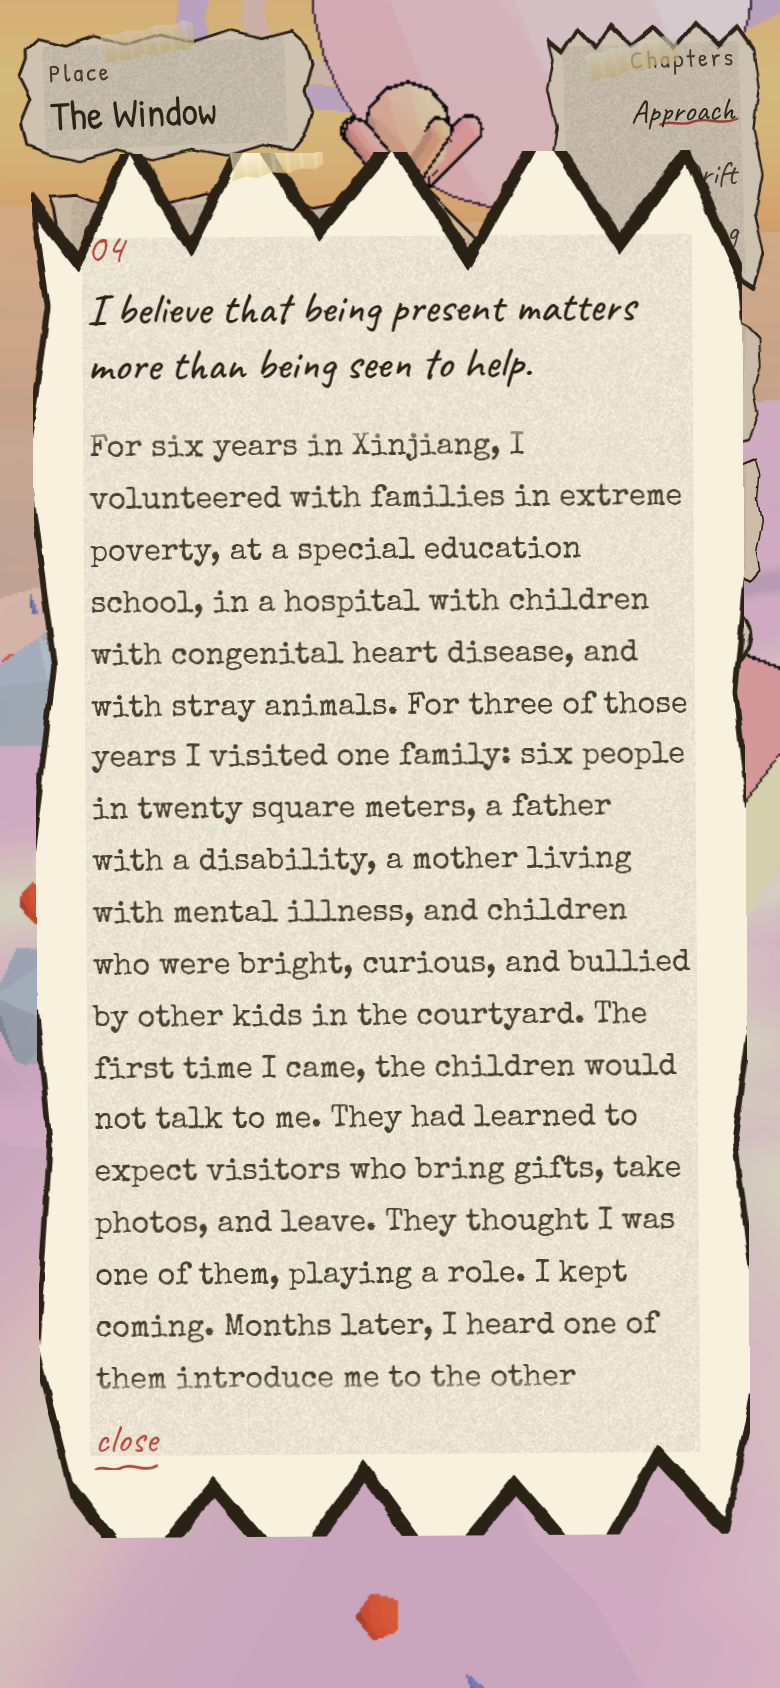 Place
The Window
Chapters
Approach
04
I believe that being present matters
more than being seen to help.
For six years in Xinjiang, I
volunteered with families in extreme
poverty, at a special education
school, in a hospital with children
with congenital heart disease, and
with stray animals. For three of those
years I visited one family: six people
in twenty square meters, a father
with a disability, a mother living
with mental illness, and children
who were bright, curious, and bullied
by other kids in the courtyard. The
first time I came, the children would
not talk to me. They had learned to
expect visitors who bring gifts, take
photos, and leave. They thought I was
one of them, playing a role. I kept
coming. Months later, I heard one of
them introduce me to the other
close